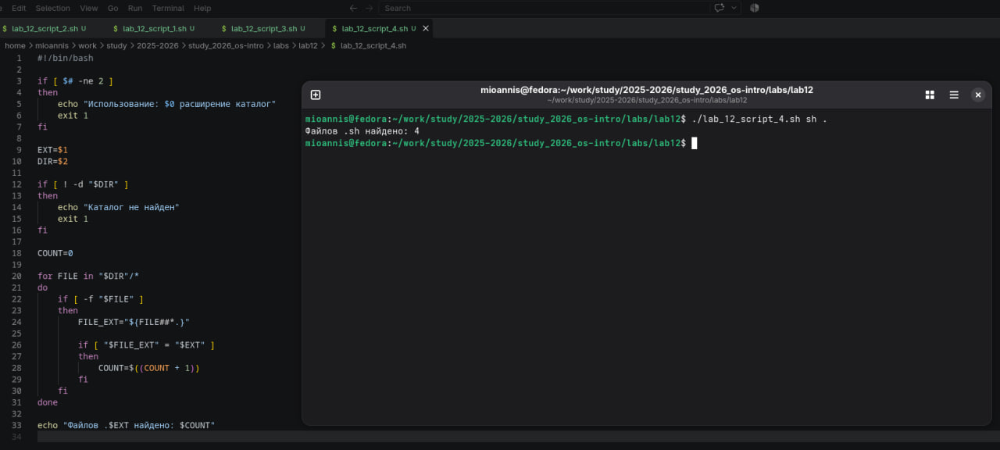 Edit Selection View Go Run Terminal Help
Search
$ lab_12_script_2.sh U
$ lab_12_script_1.sh U
$ lab_12_script_3.sh U
$ lab_12_script_4.sh U
home > mioannis > work > study > 2025-2026 > study_2026_os-intro > labs > lab12 > $ lab_12_script_4.sh
1 #!/bin/bash
2
3 if [ $# -ne 2 ]
4 then
5 echo "Использование: $0 расширение каталог"
6 exit 1
7 fi
8
9 EXT=$1
10 DIR=$2
11
12 if [ ! -d "$DIR" ]
13 then
14 echo "Каталог не найден"
15 exit 1
16 fi
17
18 COUNT=0
19
20 for FILE in "$DIR"/*
21 do
22 if [ -f "$FILE" ]
23 then
24 FILE_EXT="${FILE##*.}"
25
26 if [ "$FILE_EXT" = "$EXT" ]
27 then
28 COUNT=$((COUNT + 1))
29 fi
30 fi
31 done
32
33 echo "Файлов .$EXT найдено: $COUNT"
34
mioannis@fedora:~/work/study/2025-2026/study_2026_os-intro/labs/lab12
~/work/study/2025-2026/study_2026_os-intro/labs/lab12
mioannis@fedora:~/work/study/2025-2026/study_2026_os-intro/labs/lab12$ ./lab_12_script_4.sh sh .
Файлов .sh найдено: 4
mioannis@fedora:~/work/study/2025-2026/study_2026_os-intro/labs/lab12$